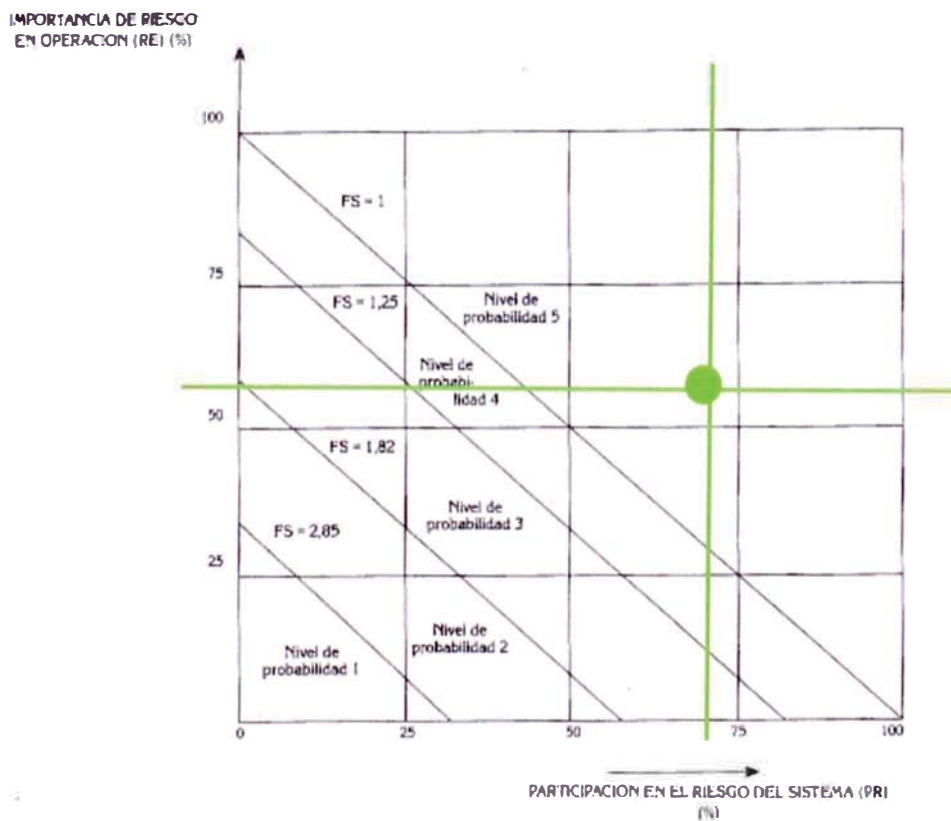 IMPORTANCIA DE RIESGO
EN OPERACION (RE) (%)
100
FS = 1
75
FS = 1,25
Nivel de
probabilidad 5
Nivel de
probabi-
lidad 4
50
FS = 1,82
Nivel de
probabilidad 3
FS = 2,85
25
Nivel de
probabilidad 2
Nivel de
probabilidad 1
0
25
50
75
100
PARTICIPACION EN EL RIESGO DEL SISTEMA (PRI
(%)